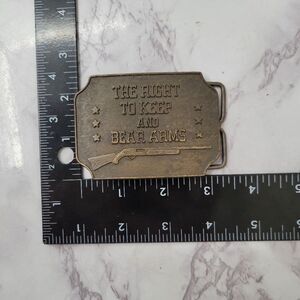 THE RIGHT
TO KEEP
AND
BEAR ARMS